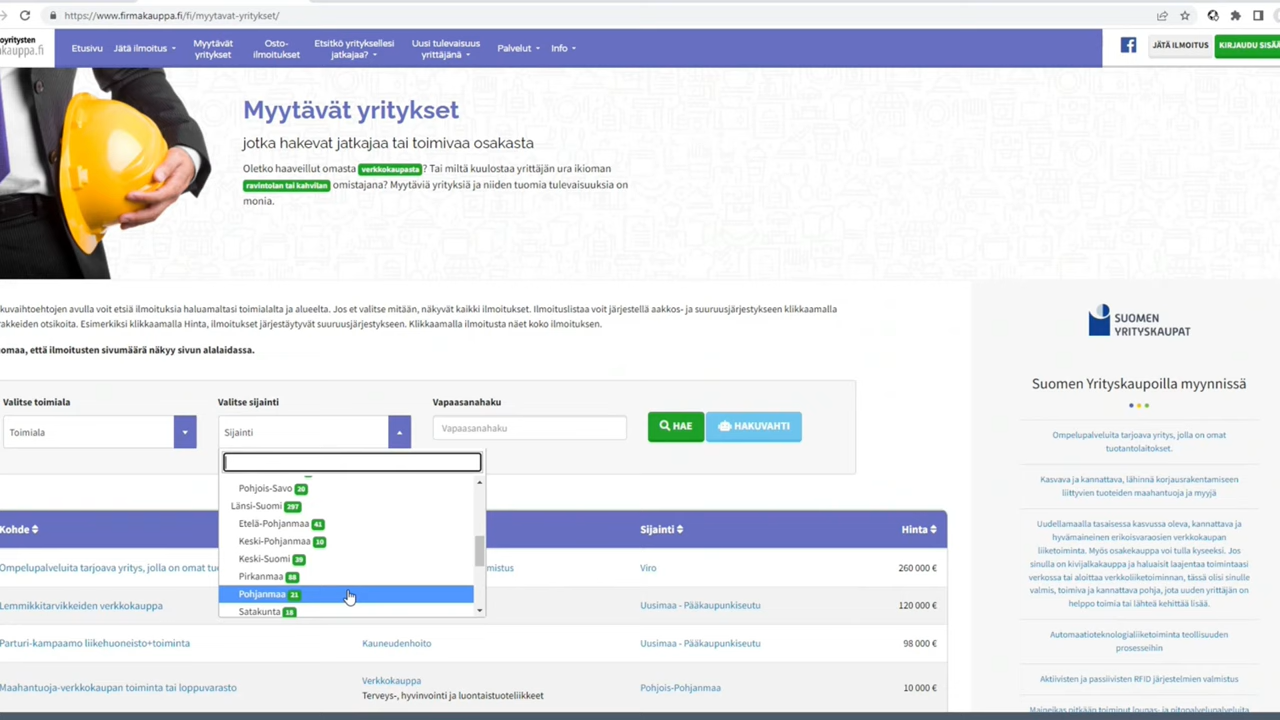 https://www.firmakauppa.fi/fi/myytavat-yritykset/
oyritysten
kauppa.fi
Etusivu
Jätä ilmoitus
Myytävät
yritykset
Osto-
ilmoitukset
Etsitkö yrityksellesi
jatkajaa?
Uusi tulevaisuus
yrittäjänä
Palvelut
Info
JÄTÄ ILMOITUS
KIRJAUDU SISÄÄ
Myytävät yritykset
jotka hakevat jatkajaa tai toimivaa osakasta
Oletko haaveillut omasta verkkokaupasta? Tai miltä kuulostaa yrittäjän ura ikioman
ravintolan tai kahvilan omistajana? Myytäviä yrityksiä ja niiden tuomia tulevaisuuksia on
monia.
kuvaihtoehtojen avulla voit etsiä ilmoituksia haluamaltasi toimialalta ja alueelta. Jos et valitse mitään, näkyvät kaikki ilmoitukset. Ilmoituslistaa voit järjestellä aakkos- ja suuruusjärjestykseen klikkaamalla
rakkeiden otsikoita. Esimerkiksi klikkaamalla Hinta, ilmoitukset järjestäytyvät suuruusjärjestykseen. Klikkaamalla ilmoitusta näet koko ilmoituksen.
omaa, että ilmoitusten sivumäärä näkyy sivun alalaidassa.
Valitse toimiala
Valitse sijainti
Vapaasanahaku
Toimiala
Sijainti
Vapaasanahaku
HAE
HAKUVAHTI
Pohjois-Savo 20
Länsi-Suomi 297
Etelä-Pohjanmaa 41
Keski-Pohjanmaa 10
Keski-Suomi 39
Pirkanmaa 88
Pohjanmaa 21
Satakunta 18
Kohde
Sijainti
Hinta
Ompelupalveluita tarjoava yritys, jolla on omat tuo
mistus
Viro
260 000 €
Lemmikkitarvikkeiden verkkokauppa
Uusimaa - Pääkaupunkiseutu
120 000 €
Parturi-kampaamo liikehuoneisto+toiminta
Kauneudenhoito
Uusimaa - Pääkaupunkiseutu
98 000 €
Maahantuoja-verkkokaupan toiminta tai loppuvarasto
Verkkokauppa
Terveys-, hyvinvointi ja luontaistuoteliikkeet
Pohjois-Pohjanmaa
10 000 €
SUOMEN
YRITYSKAUPAT
Suomen Yrityskaupoilla myynnissä
Ompelupalveluita tarjoava yritys, jolla on omat
tuotantolaitokset.
Kasvava ja kannattava, lähinnä korjausrakentamiseen
liittyvien tuoteiden maahantuoja ja myyjä
Uudellamaalla tasaisessa kasvussa oleva, kannattava ja
hyvämaineinen erikoisvaraosien verkkokaupan
liiketoiminta. Myös osakekauppa voi tulla kyseeksi. Jos
sinulla on kivijalkakauppa ja haluaisit laajentaa toimintaasi
verkossa tai aloittaa verkkoliiketoiminnan, tässä olisi sinulle
valmis, toimiva ja kannattava pohja, jota uuden yrittäjän on
helppo toimia tai lähteä kehittää lisää.
Automaatioteknologialiiketoiminta teollisuuden
prosesseihin
Aktiivisten ja passiivisten RFID järjestelmien valmistus
Maineikas pitkään toiminut lounas- ja pitopalvelupalveluita